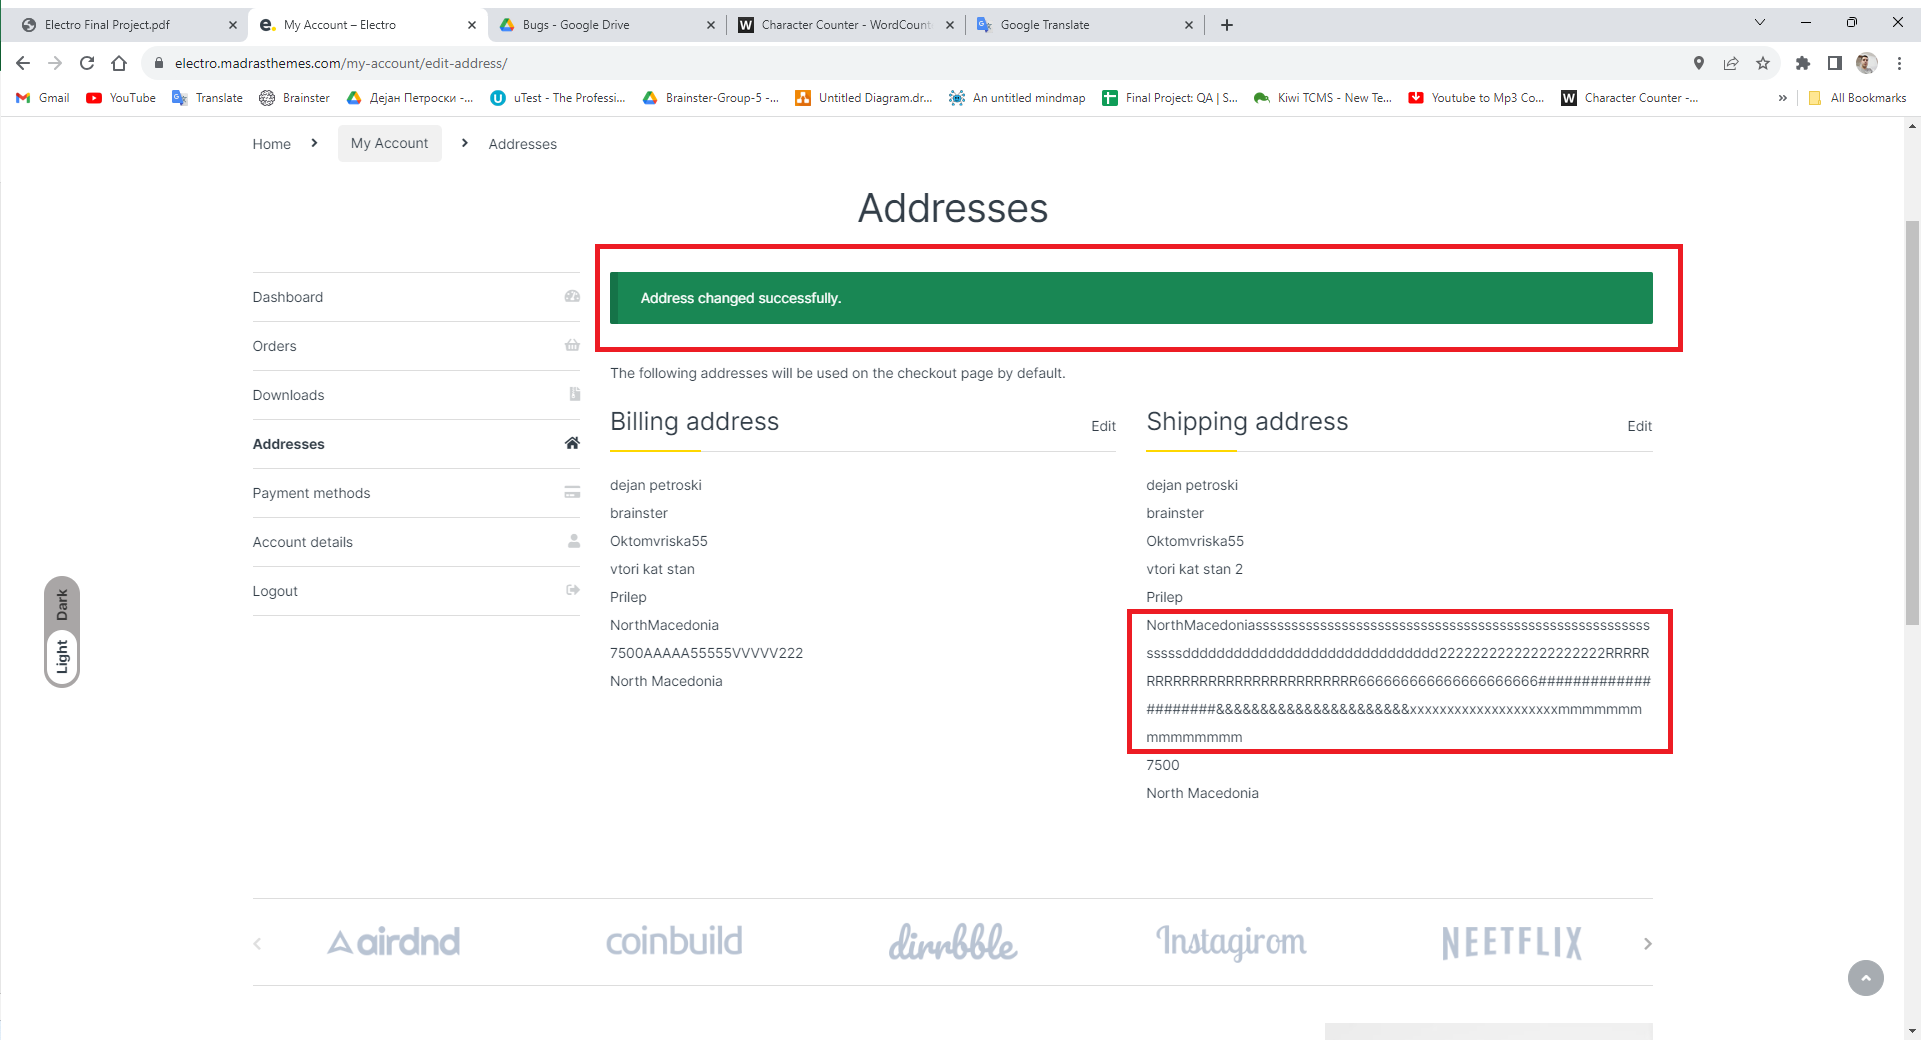 Electro Final Project.pdf
My Account – Electro
Bugs - Google Drive
Character Counter - WordCount
Google Translate
electro.madrasthemes.com/my-account/edit-address/
Gmail
YouTube
Translate
Brainster
Дејан Петроски -...
uTest - The Professi...
Brainster-Group-5 -...
Untitled Diagram.dr...
An untitled mindmap
Final Project: QA | S...
Kiwi TCMS - New Te...
Youtube to Mp3 Co...
Character Counter -...
All Bookmarks
Home
My Account
Addresses
Addresses
Dashboard
Orders
Downloads
Addresses
Payment methods
Account details
Logout
Dark
Light
Address changed successfully.
The following addresses will be used on the checkout page by default.
Billing address
Edit
dejan petroski
brainster
Oktomvriska55
vtori kat stan
Prilep
NorthMacedonia
7500AAAAA55555VVVVV222
North Macedonia
Shipping address
Edit
dejan petroski
brainster
Oktomvriska55
vtori kat stan 2
Prilep
NorthMacedoniasssssssssssssssssssssssssssssssssssssssssssssssssssssss
sssssddddddddddddddddddddddddddddddd22222222222222222222RRRRR
RRRRRRRRRRRRRRRRRRRRRRRR666666666666666666666#############
########&&&&&&&&&&&&&&&&&&&&&&xxxxxxxxxxxxxxxxxxxxmmmmmmm
mmmmmmmm
7500
North Macedonia
airdnd
coinbuild
dirrbble
Instagirom
NEETFLIX